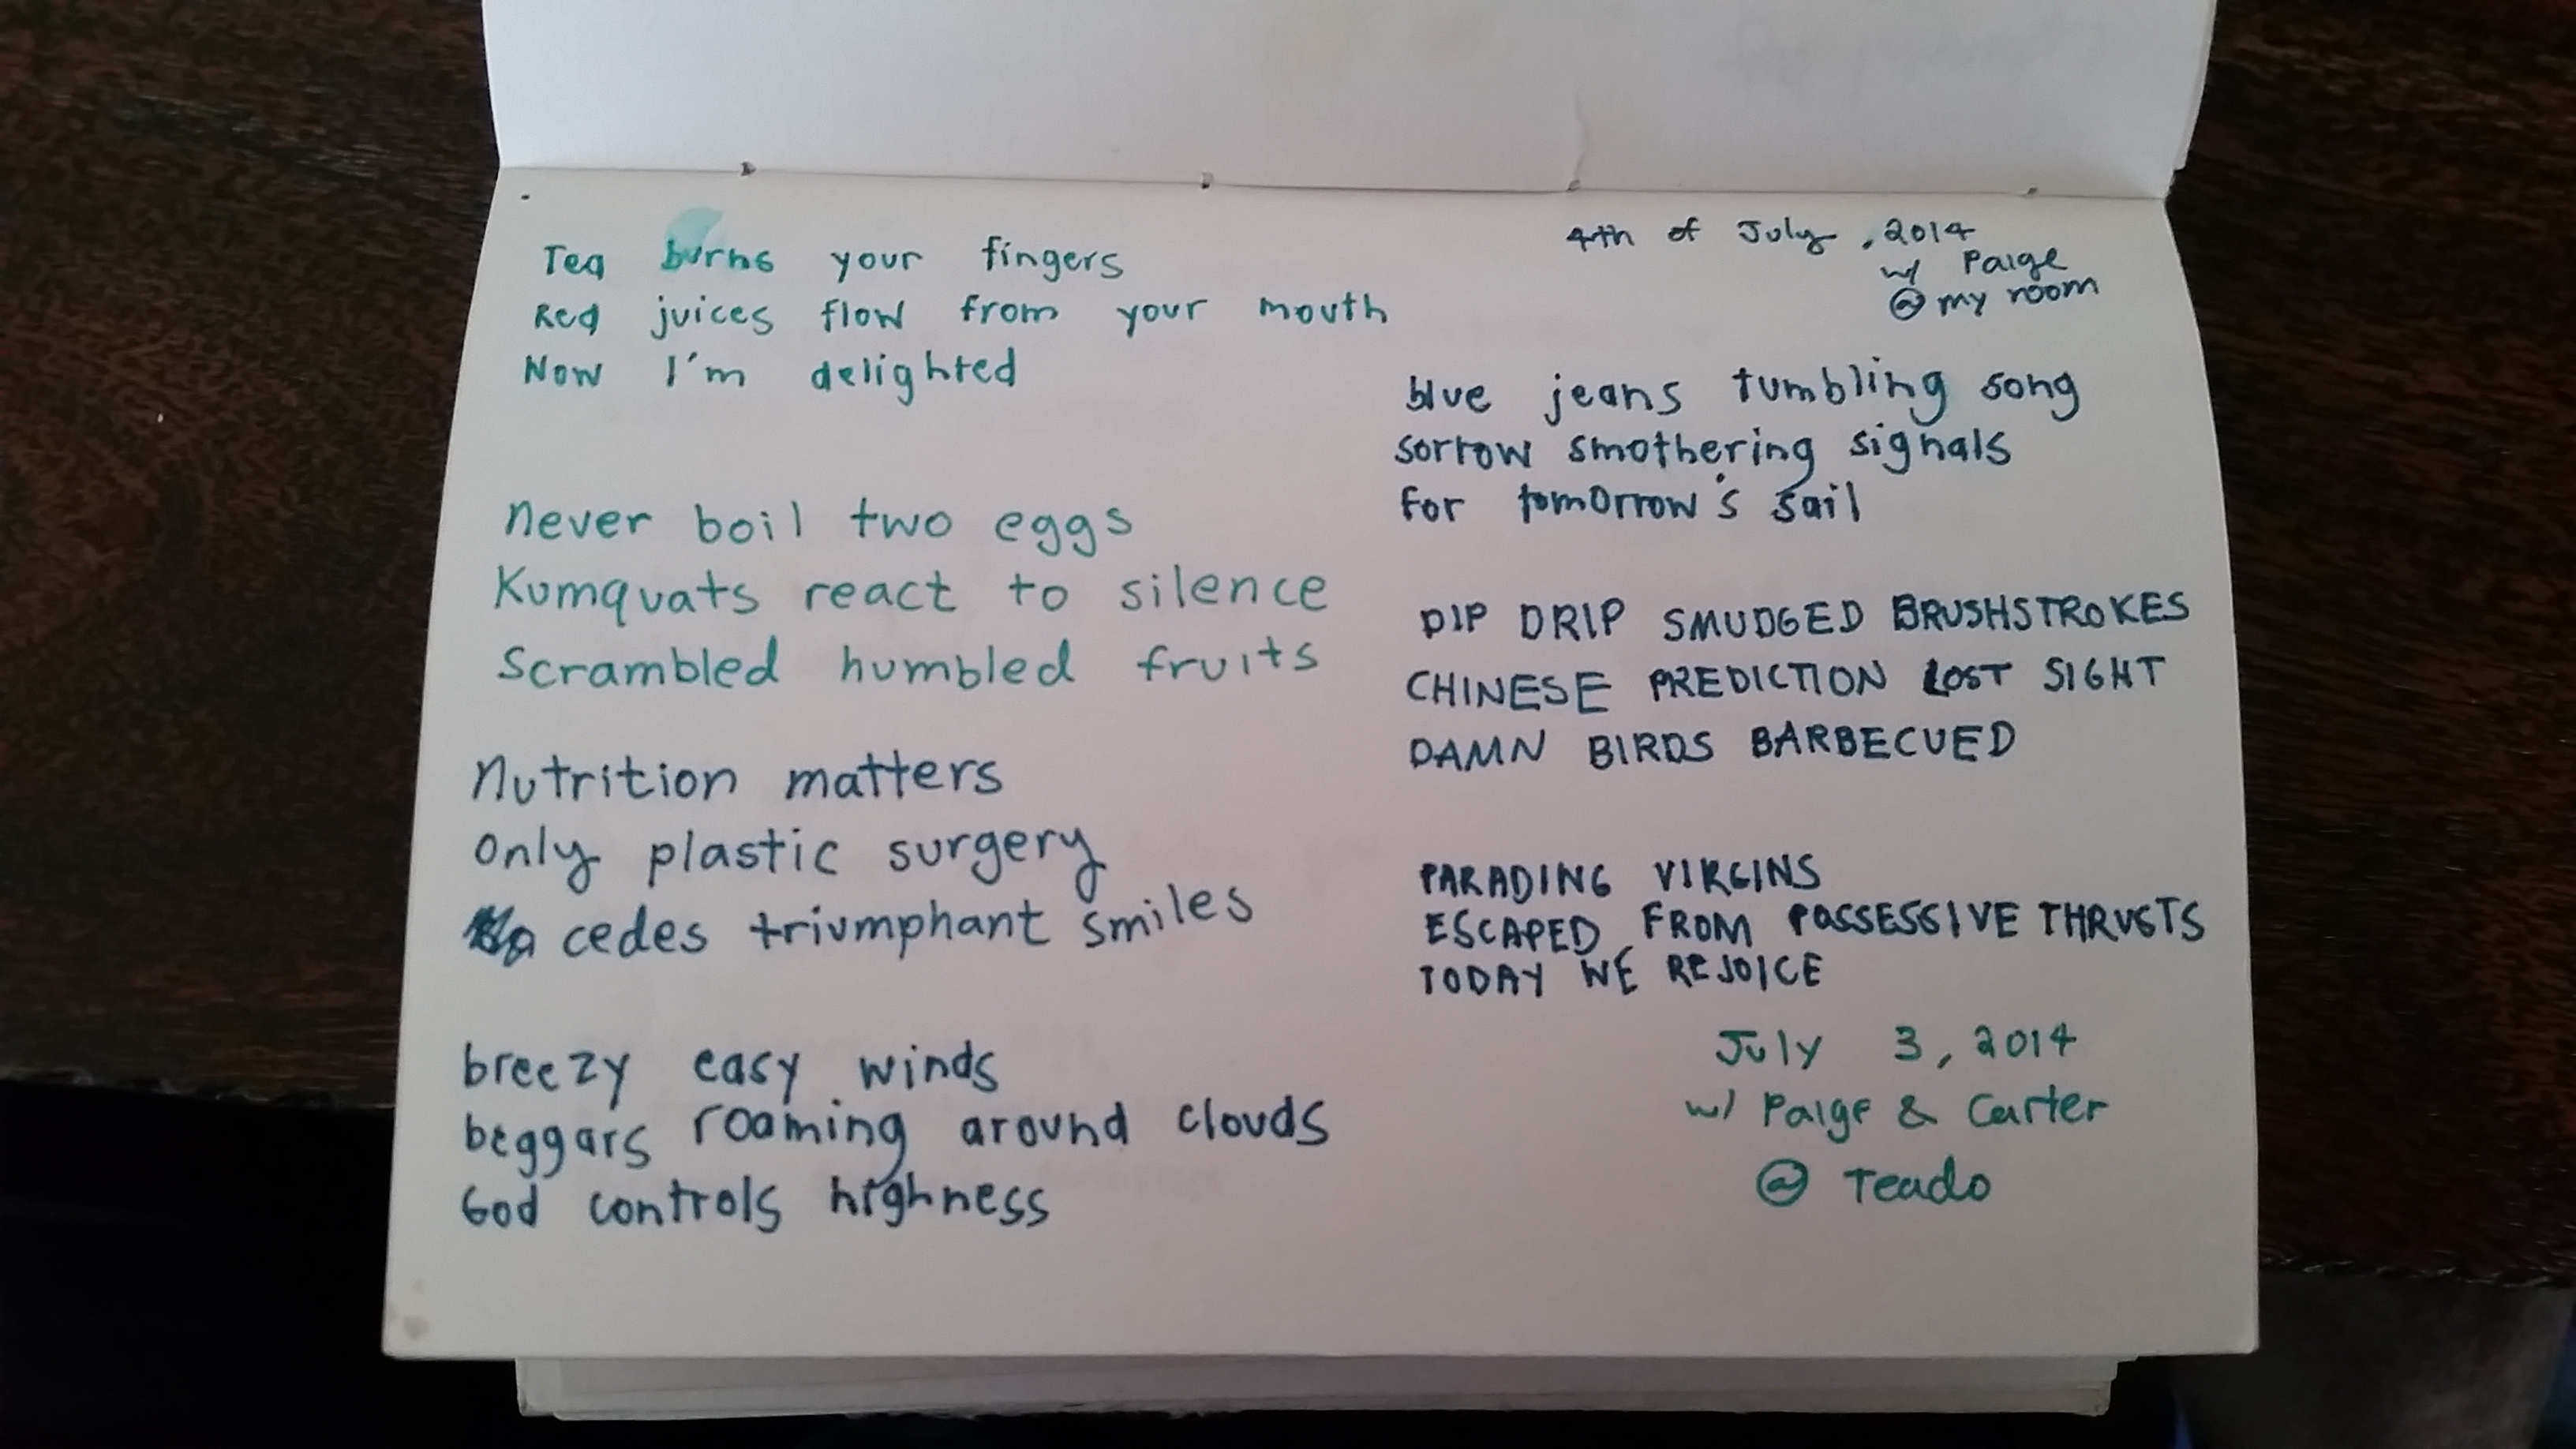 Tea burns your fingers
Red juices flow from your mouth
Now I'm delighted
never boil two eggs
Kumquats react to silence
Scrambled humbled fruits
Nutrition matters
only plastic surgery
cedes triumphant smiles
breezy easy winds
beggars roaming around clouds
God controls highness
4th of July, 2014
w/ Paige
@ my room
blue jeans tumbling song
sorrow smothering signals
for tomorrow's sail
DIP DRIP SMUDGED BRUSHSTROKES
CHINESE PREDICTION LOST SIGHT
DAMN BIRDS BARBECUED
PARADING VIRGINS
ESCAPED FROM POSSESSIVE THRUSTS
TODAY WE REJOICE
July 3, 2014
w/ Paige & Carter
@ Teado